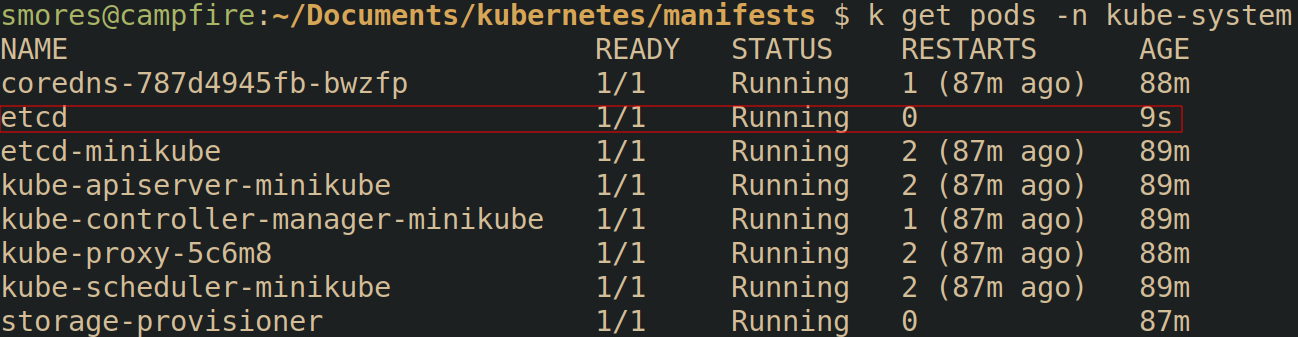 smores@campfire:~/Documents/kubernetes/manifests $ k get pods -n kube-system
NAME READY STATUS RESTARTS AGE
coredns-787d4945fb-bwzfp 1/1 Running 1 (87m ago) 88m
etcd 1/1 Running 0 9s
etcd-minikube 1/1 Running 2 (87m ago) 89m
kube-apiserver-minikube 1/1 Running 2 (87m ago) 89m
kube-controller-manager-minikube 1/1 Running 1 (87m ago) 89m
kube-proxy-5c6m8 1/1 Running 2 (87m ago) 88m
kube-scheduler-minikube 1/1 Running 2 (87m ago) 89m
storage-provisioner 1/1 Running 0 87m